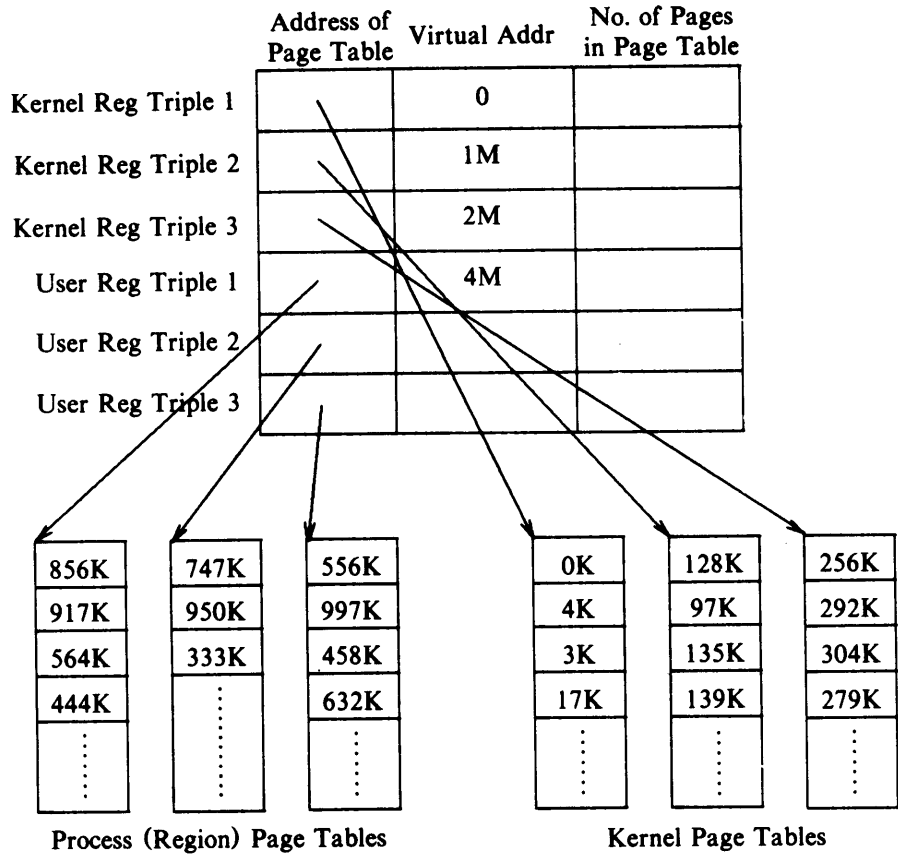 Address of Page Table
Virtual Addr
No. of Pages in Page Table
Kernel Reg Triple 1
0
Kernel Reg Triple 2
1M
Kernel Reg Triple 3
2M
User Reg Triple 1
4M
User Reg Triple 2
User Reg Triple 3
856K
917K
564K
444K
747K
950K
333K
556K
997K
458K
632K
0K
4K
3K
17K
128K
97K
135K
139K
256K
292K
304K
279K
Process (Region) Page Tables
Kernel Page Tables